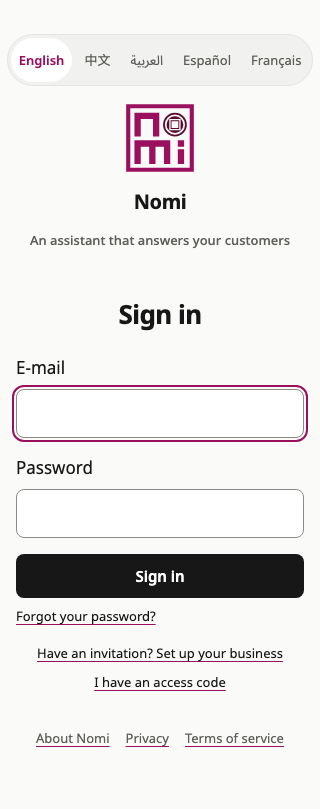 English 中文 العربية Español Français
nomi
Nomi
An assistant that answers your customers
Sign in
E-mail
Password
Sign in
Forgot your password?
Have an invitation? Set up your business
I have an access code
About Nomi Privacy Terms of service